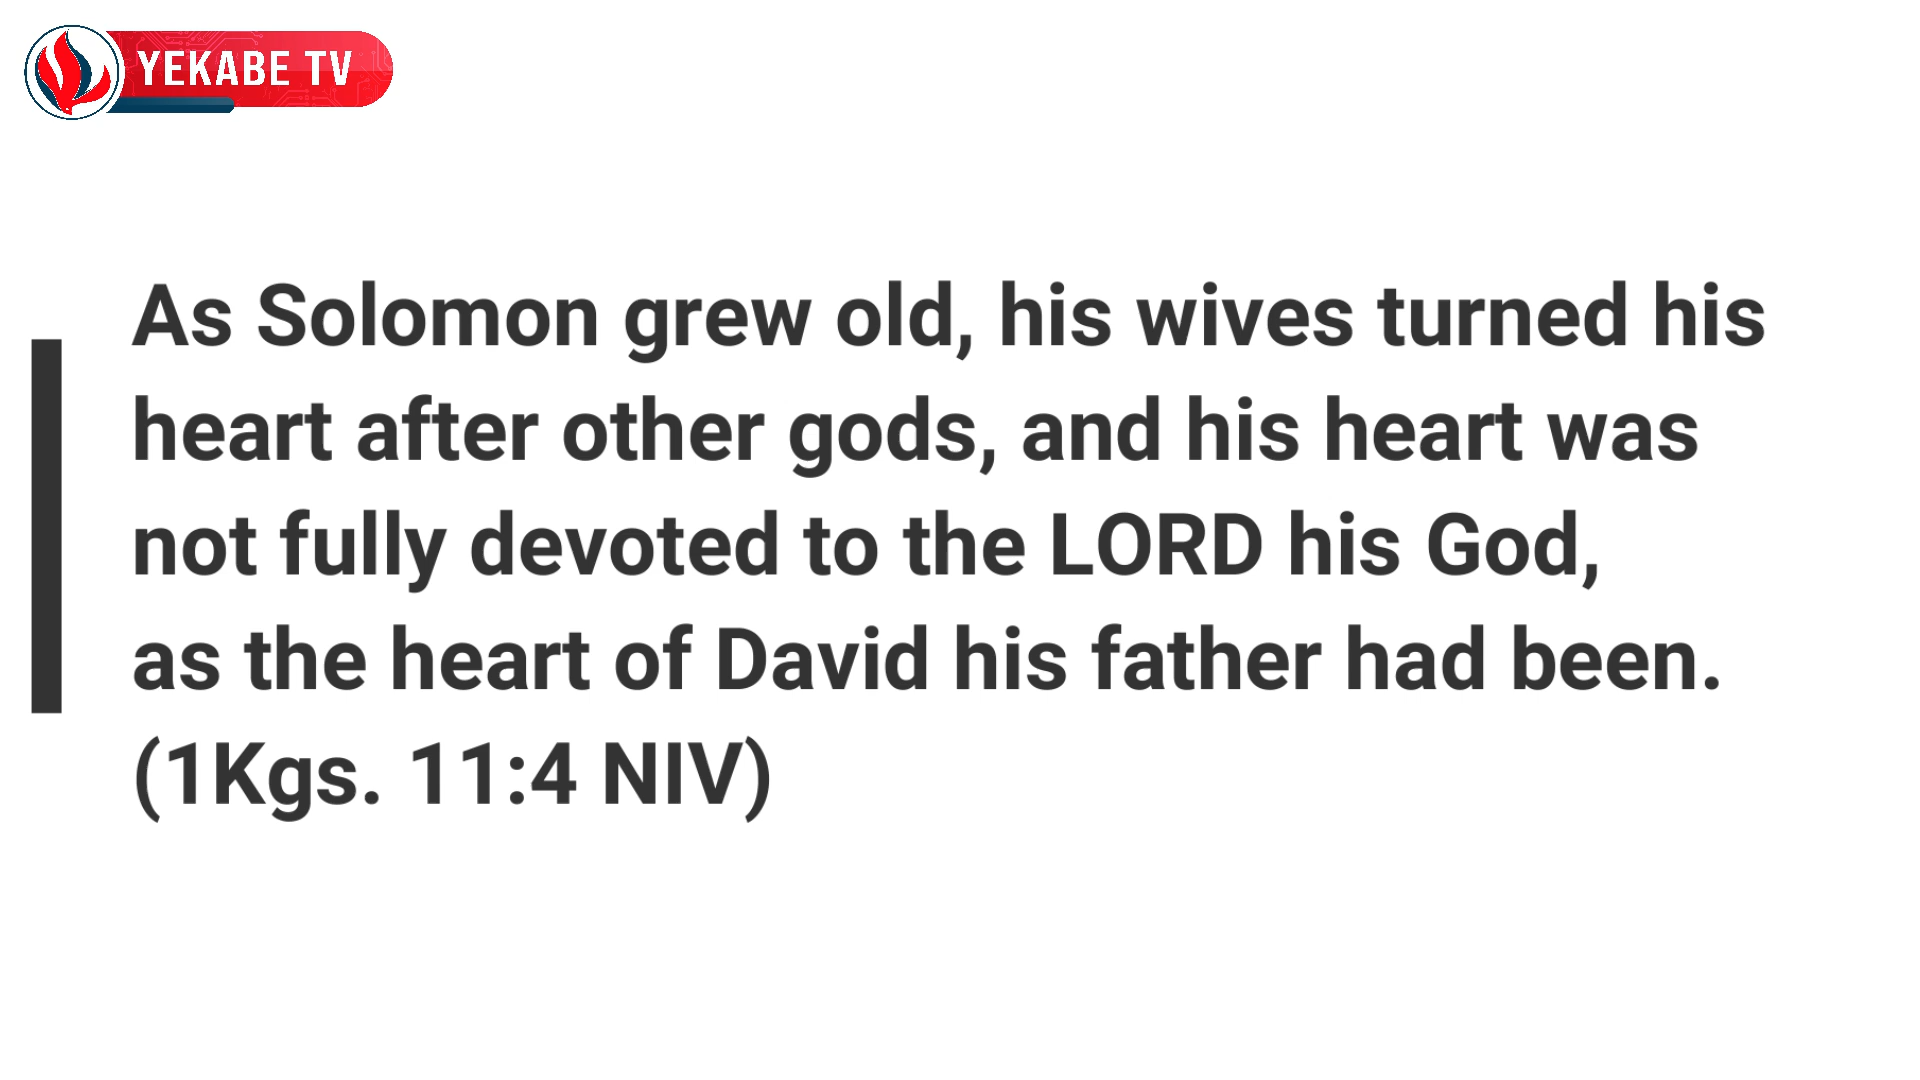 YEKABE TV
As Solomon grew old, his wives turned his
heart after other gods, and his heart was
not fully devoted to the LORD his God,
as the heart of David his father had been.
(1Kgs. 11:4 NIV)